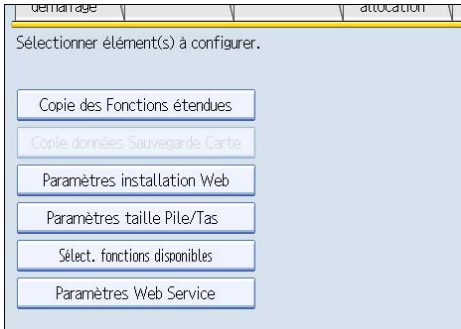 démarrage
allocation
Sélectionner élément(s) à configurer.
Copie des Fonctions étendues
Copie données Sauvegarde Carte
Paramètres installation Web
Paramètres taille Pile/Tas
Sélect. fonctions disponibles
Paramètres Web Service